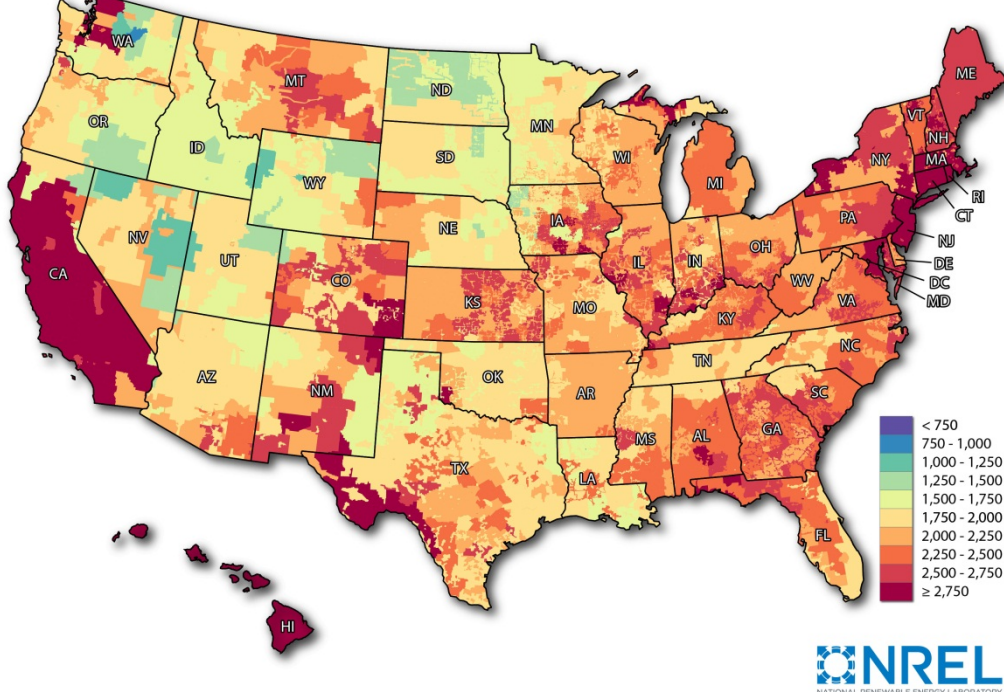 WA
MT
ME
ND
VT
OR
MN
NH
ID
NY
MA
SD
WI
WY
MI
RI
CT
IA
PA
NE
NV
NJ
OH
IL
IN
UT
DE
CA
CO
WV
DC
KS
MO
VA
MD
KY
NC
TN
AZ
OK
NM
AR
SC
GA
MS
AL
TX
LA
FL
HI
< 750
750 - 1,000
1,000 - 1,250
1,250 - 1,500
1,500 - 1,750
1,750 - 2,000
2,000 - 2,250
2,250 - 2,500
2,500 - 2,750
≥ 2,750
NREL
NATIONAL RENEWABLE ENERGY LABORATORY